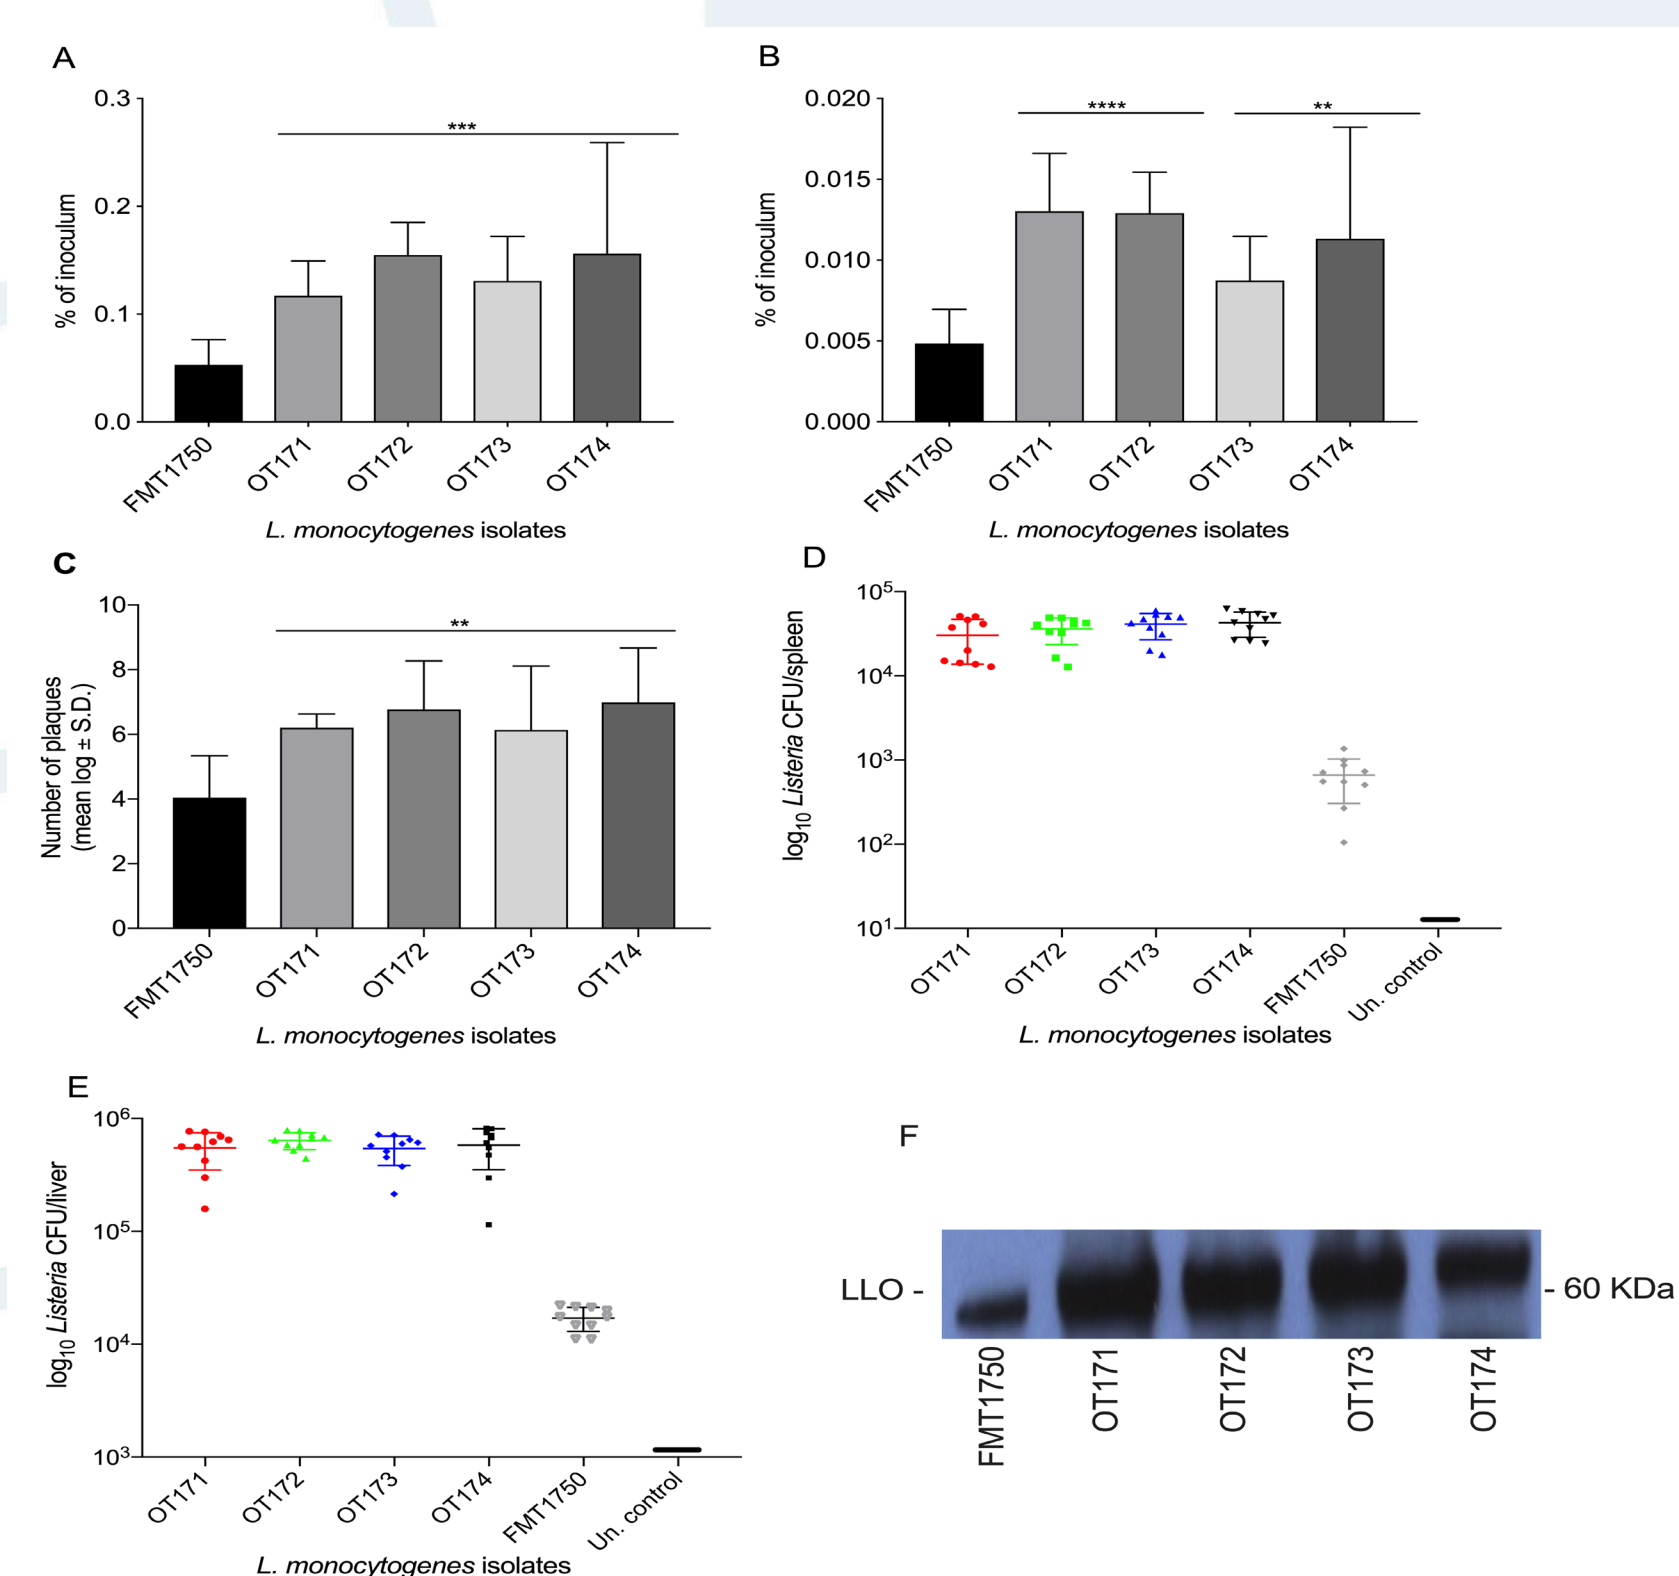 A
0.3
0.2
0.1
0.0
% of inoculum
***
FMT1750
OT171
OT172
OT173
OT174
L. monocytogenes isolates
B
0.020
0.015
0.010
0.005
0.000
% of inoculum
****
**
FMT1750
OT171
OT172
OT173
OT174
L. monocytogenes isolates
C
10
8
6
4
2
0
Number of plaques
(mean log ± S.D.)
**
FMT1750
OT171
OT172
OT173
OT174
L. monocytogenes isolates
D
10⁵
10⁴
10³
10²
10¹
log₁₀ Listeria CFU/spleen
OT171
OT172
OT173
OT174
FMT1750
Un. control
L. monocytogenes isolates
E
10⁶
10⁵
10⁴
10³
log₁₀ Listeria CFU/liver
OT171
OT172
OT173
OT174
FMT1750
Un. control
L. monocytogenes isolates
F
LLO -
- 60 KDa
FMT1750
OT171
OT172
OT173
OT174